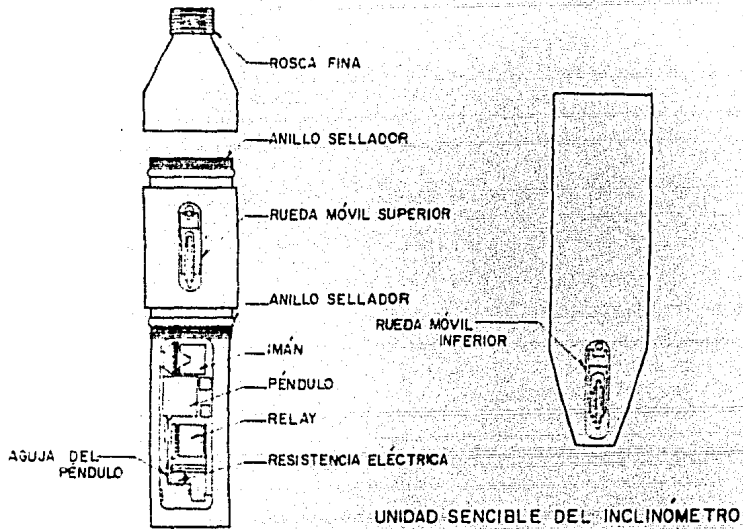 ROSCA FINA
ANILLO SELLADOR
RUEDA MÓVIL SUPERIOR
ANILLO SELLADOR
RUEDA MÓVIL
INFERIOR
IMÁN
PÉNDULO
RELAY
AGUJA DEL
PÉNDULO
RESISTENCIA ELÉCTRICA
UNIDAD SENCIBLE DEL INCLINÓMETRO